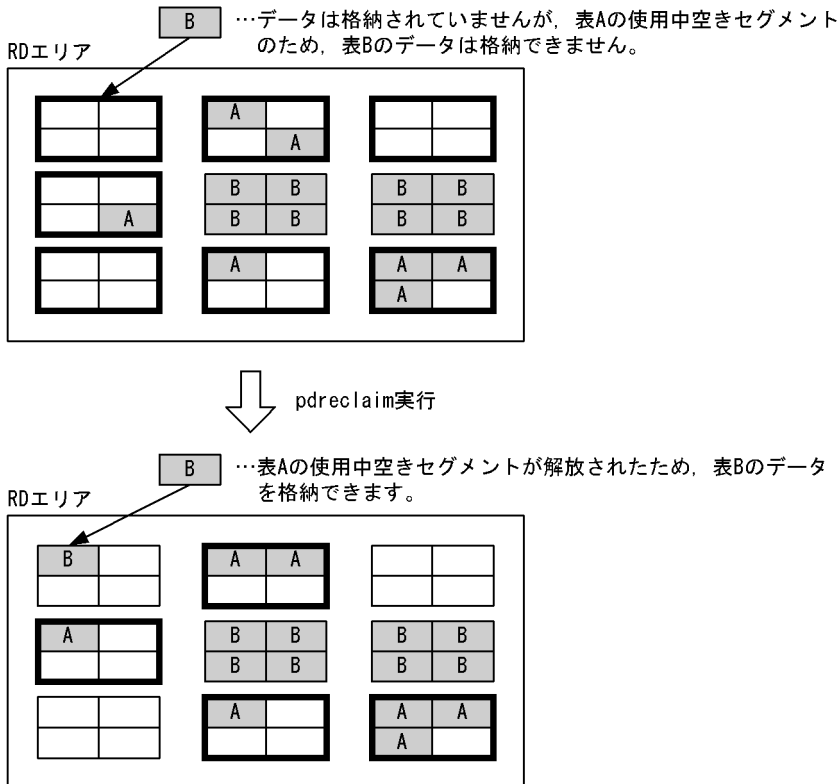 B …データは格納されていませんが，表Aの使用中空きセグメント
のため，表Bのデータは格納できません。
RDエリア
A
A
B B B B
A B B B B
A A A
A
pdreclaim実行
B …表Aの使用中空きセグメントが解放されたため，表Bのデータ
を格納できます。
RDエリア
B A A
A B B B B
B B B B
A A A
A